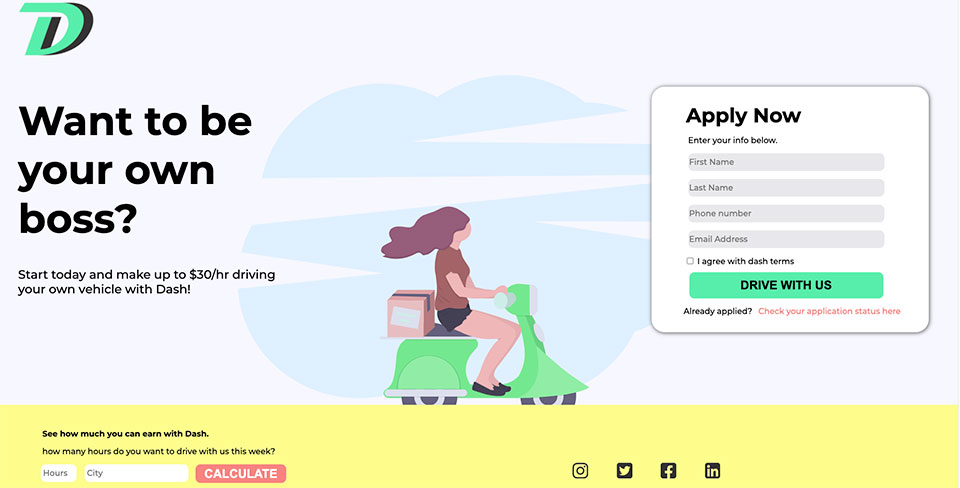 Want to be
your own
boss?
Start today and make up to $30/hr driving
your own vehicle with Dash!
Apply Now
Enter your info below.
First Name
Last Name
Phone number
Email Address
I agree with dash terms
DRIVE WITH US
Already applied? Check your application status here
See how much you can earn with Dash.
how many hours do you want to drive with us this week?
Hours City CALCULATE